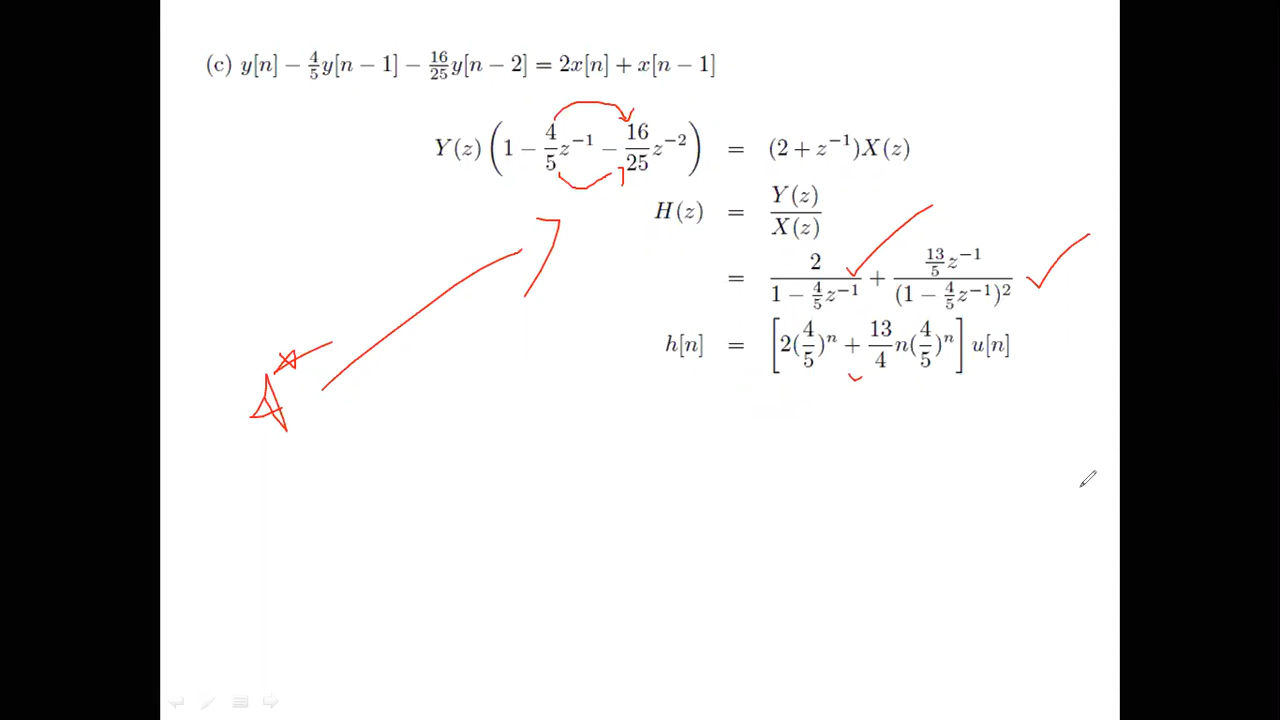 (c) y[n] − 4/5 y[n − 1] − 16/25 y[n − 2] = 2x[n] + x[n − 1]
Y(z) (1 − 4/5 z⁻¹ − 16/25 z⁻²) = (2 + z⁻¹)X(z)
H(z) = Y(z)/X(z)
= 2/(1 − 4/5 z⁻¹) + (13/5 z⁻¹)/(1 − 4/5 z⁻¹)²
h[n] = [2(4/5)ⁿ + 13/4 n(4/5)ⁿ] u[n]